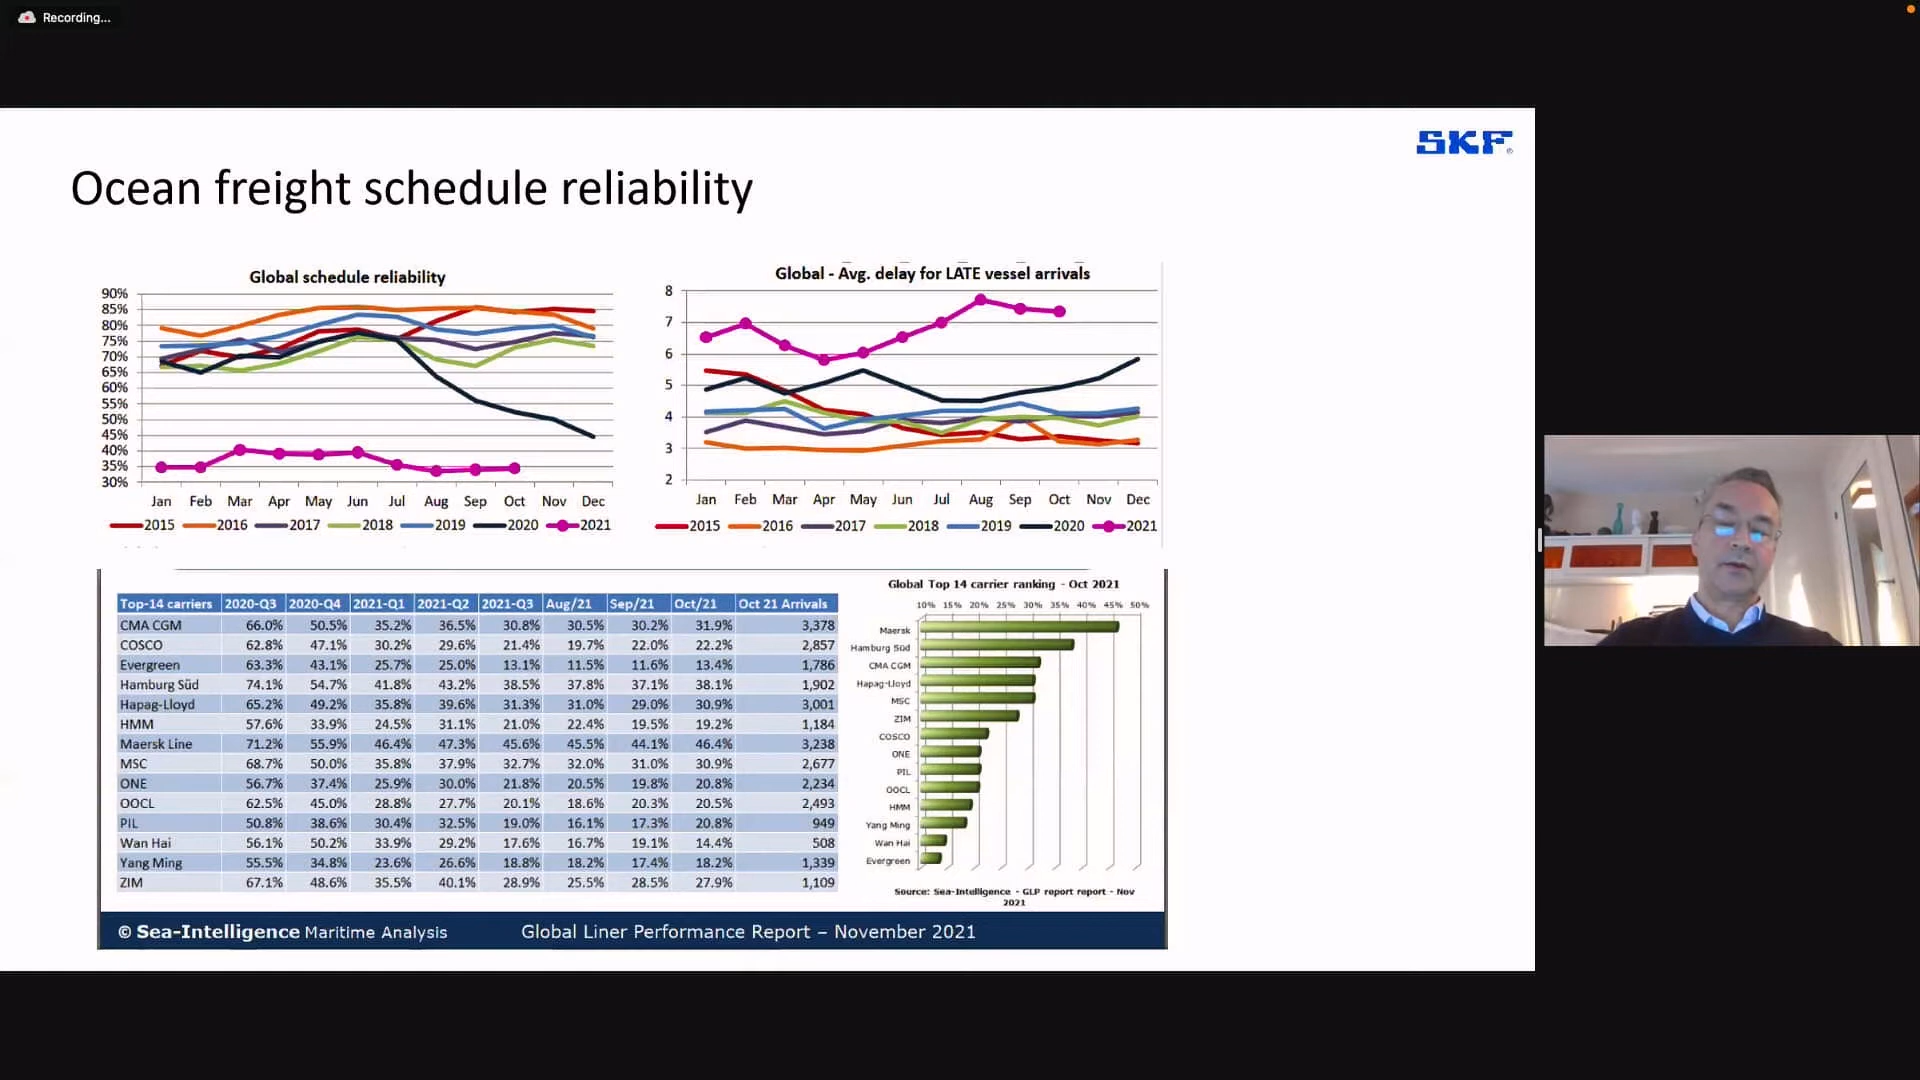 Recording...
SKF
Ocean freight schedule reliability
Global schedule reliability
90%
85%
80%
75%
70%
65%
60%
55%
50%
45%
40%
35%
30%
Jan Feb Mar Apr May Jun Jul Aug Sep Oct Nov Dec
2015 2016 2017 2018 2019 2020 2021
Global - Avg. delay for LATE vessel arrivals
8
7
6
5
4
3
2
Jan Feb Mar Apr May Jun Jul Aug Sep Oct Nov Dec
2015 2016 2017 2018 2019 2020 2021
Top-14 carriers 2020-Q3 2020-Q4 2021-Q1 2021-Q2 2021-Q3 Aug/21 Sep/21 Oct/21 Oct 21 Arrivals
CMA CGM 66.0% 50.5% 35.2% 36.5% 30.8% 30.5% 30.2% 31.9% 3,378
COSCO 62.8% 47.1% 30.2% 29.6% 21.4% 19.7% 22.0% 22.2% 2,857
Evergreen 63.3% 43.1% 25.7% 25.0% 13.1% 11.5% 11.6% 13.4% 1,786
Hamburg Süd 74.1% 54.7% 41.8% 43.2% 38.5% 37.8% 37.1% 38.1% 1,902
Hapag-Lloyd 65.2% 49.2% 35.8% 39.6% 31.3% 31.0% 29.0% 30.9% 3,001
HMM 57.6% 33.9% 24.5% 31.1% 21.0% 22.4% 19.5% 19.2% 1,184
Maersk Line 71.2% 55.9% 46.4% 47.3% 45.6% 45.5% 44.1% 46.4% 3,238
MSC 68.7% 50.0% 35.8% 37.9% 32.7% 32.0% 31.0% 30.9% 2,677
ONE 56.7% 37.4% 25.9% 30.0% 21.8% 20.5% 19.8% 20.8% 2,234
OOCL 62.5% 45.0% 28.8% 27.7% 20.1% 18.6% 20.3% 20.5% 2,493
PIL 50.8% 38.6% 30.4% 32.5% 19.0% 16.1% 17.3% 20.8% 949
Wan Hai 56.1% 50.2% 33.9% 29.2% 17.6% 16.7% 19.1% 14.4% 508
Yang Ming 55.5% 34.8% 23.6% 26.6% 18.8% 18.2% 17.4% 18.2% 1,339
ZIM 67.1% 48.6% 35.5% 40.1% 28.9% 25.5% 28.5% 27.9% 1,109
Global Top 14 carrier ranking - Oct 2021
10% 15% 20% 25% 30% 35% 40% 45% 50%
Maersk
Hamburg Süd
CMA CGM
Hapag-Lloyd
MSC
ZIM
COSCO
ONE
PIL
OOCL
HMM
Yang Ming
Wan Hai
Evergreen
Source: Sea-Intelligence - GLP report report - Nov
2021
© Sea-Intelligence Maritime Analysis
Global Liner Performance Report – November 2021